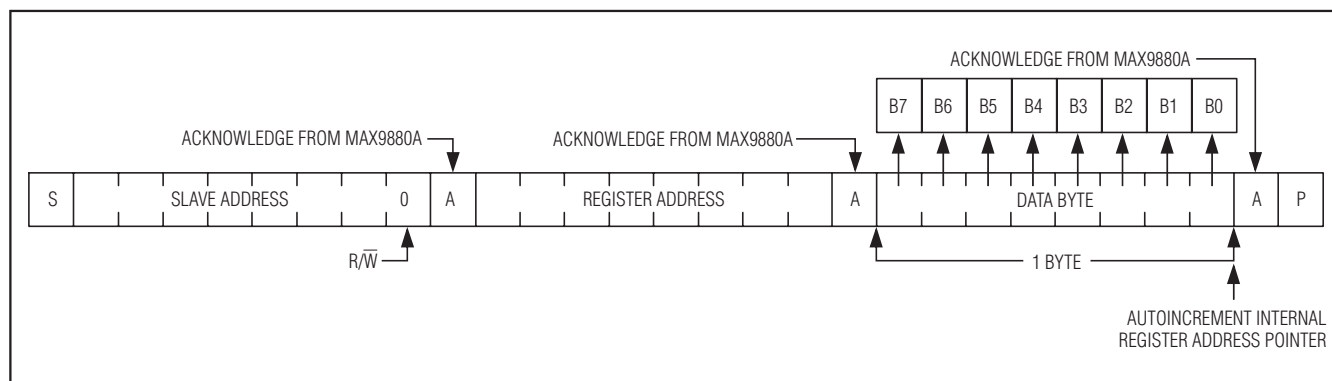 ACKNOWLEDGE FROM MAX9880A
B7 B6 B5 B4 B3 B2 B1 B0
ACKNOWLEDGE FROM MAX9880A ACKNOWLEDGE FROM MAX9880A
S SLAVE ADDRESS 0 A REGISTER ADDRESS A DATA BYTE A P
R/W̅ 1 BYTE
AUTOINCREMENT INTERNAL
REGISTER ADDRESS POINTER